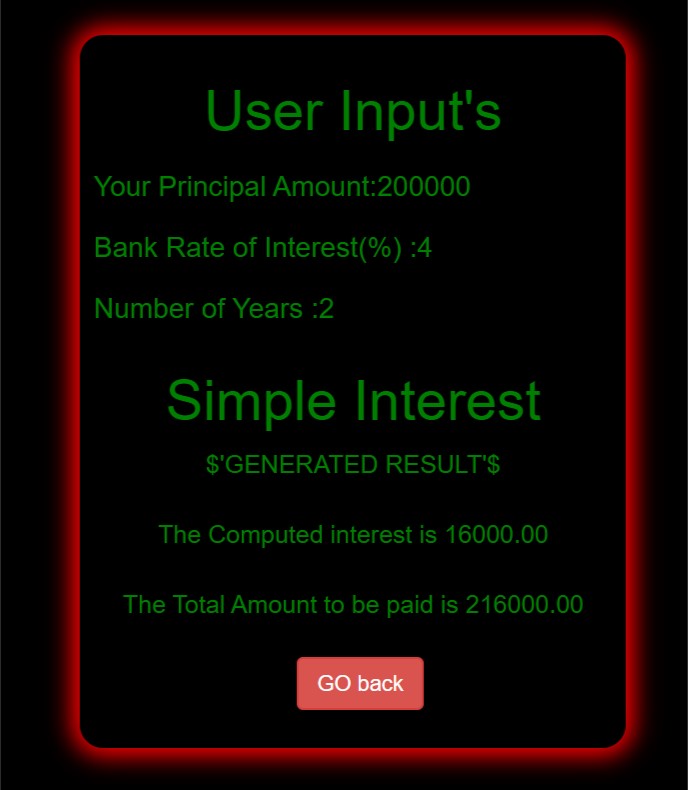 User Input's
Your Principal Amount:200000
Bank Rate of Interest(%) :4
Number of Years :2
Simple Interest
$'GENERATED RESULT'$
The Computed interest is 16000.00
The Total Amount to be paid is 216000.00
GO back